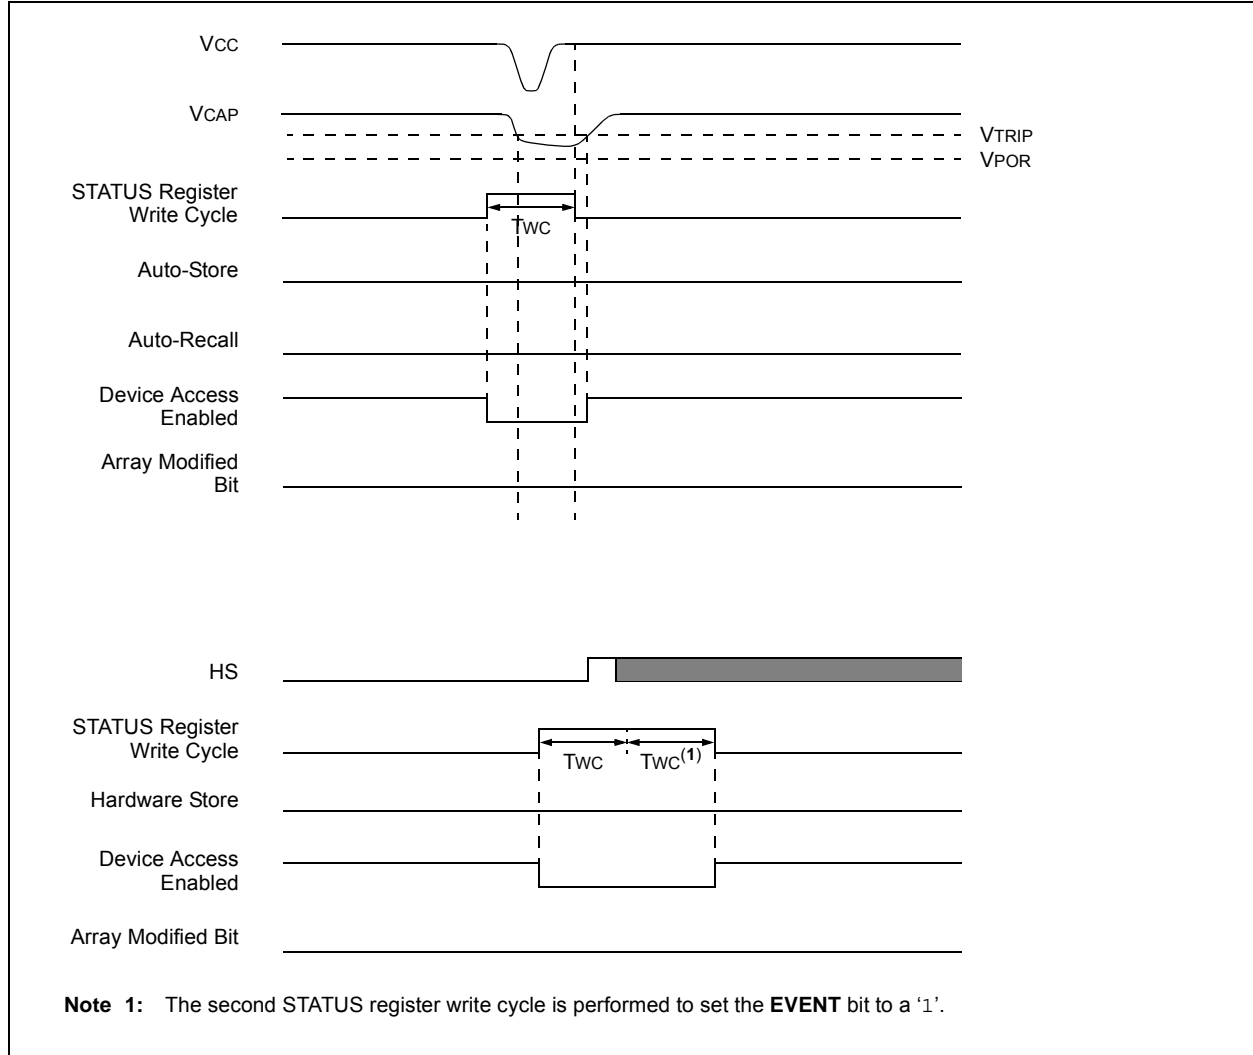 VCC
VCAP
VTRIP
VPOR
STATUS Register
Write Cycle
TWC
Auto-Store
Auto-Recall
Device Access
Enabled
Array Modified
Bit
HS
STATUS Register
Write Cycle
TWC TWC(1)
Hardware Store
Device Access
Enabled
Array Modified Bit
Note 1: The second STATUS register write cycle is performed to set the EVENT bit to a ‘1’.